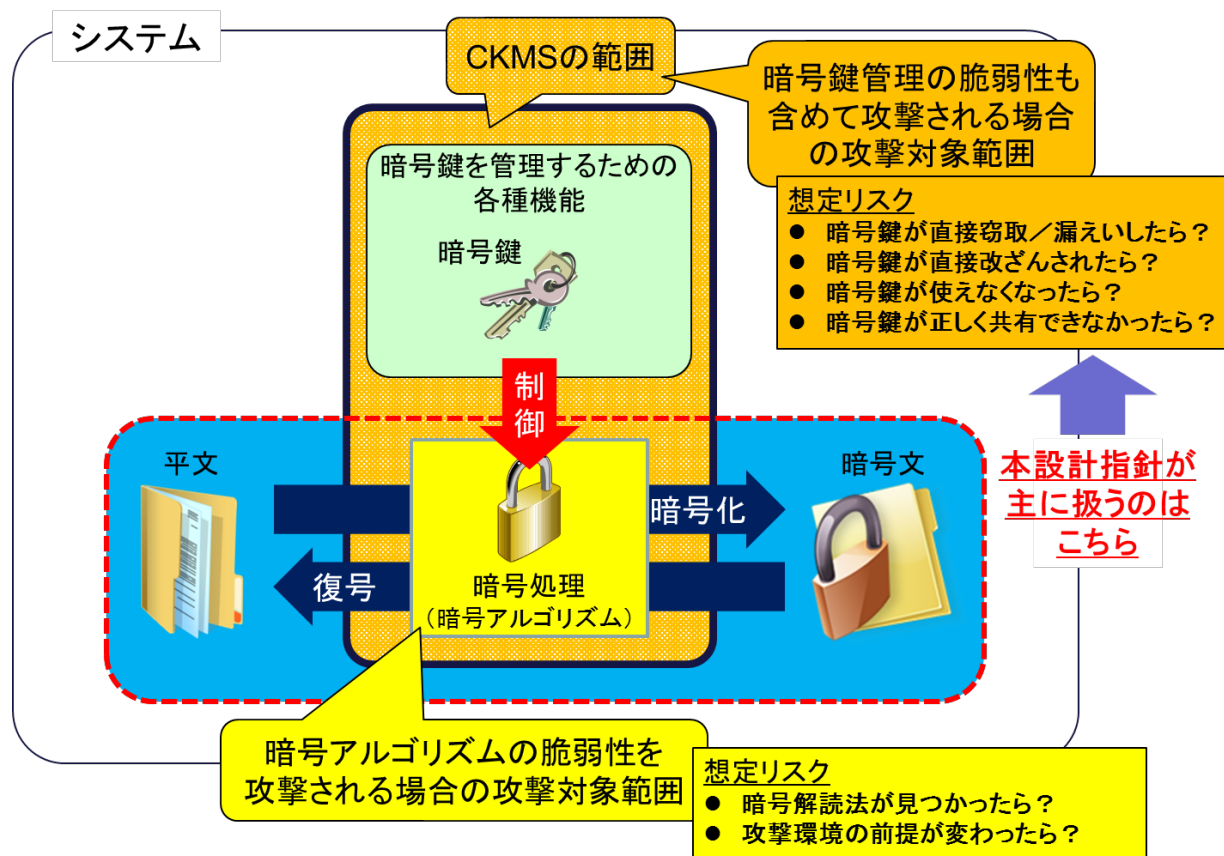 システム
CKMSの範囲
暗号鍵管理の脆弱性も
含めて攻撃される場合
の攻撃対象範囲
想定リスク
● 暗号鍵が直接窃取／漏えいしたら？
● 暗号鍵が直接改ざんされたら？
● 暗号鍵が使えなくなったら？
● 暗号鍵が正しく共有できなかったら？
暗号鍵を管理するための
各種機能
暗号鍵
制
御
平文
暗号文
暗号化
復号
暗号処理
（暗号アルゴリズム）
本設計指針が
主に扱うのは
こちら
暗号アルゴリズムの脆弱性を
攻撃される場合の攻撃対象範囲
想定リスク
● 暗号解読法が見つかったら？
● 攻撃環境の前提が変わったら？